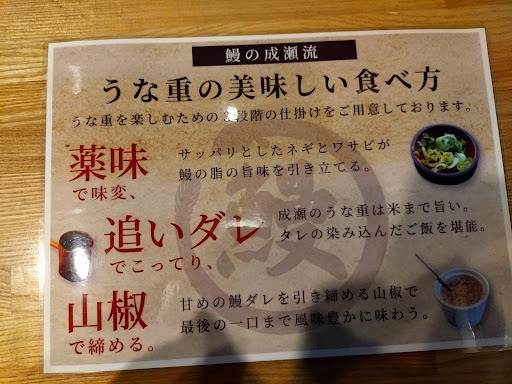 鰻の成瀬流
うな重の美味しい食べ方
うな重を楽しむための3段階の仕掛けをご用意しております。
薬味
で味変、
サッパリとしたネギとワサビが
鰻の脂の旨味を引き立てる。
追いダレ
でこってり、
成瀬のうな重は米まで旨い。
タレの染み込んだご飯を堪能。
山椒
で締める。
甘めの鰻ダレを引き締める山椒で
最後の一口まで風味豊かに味わう。
鰻